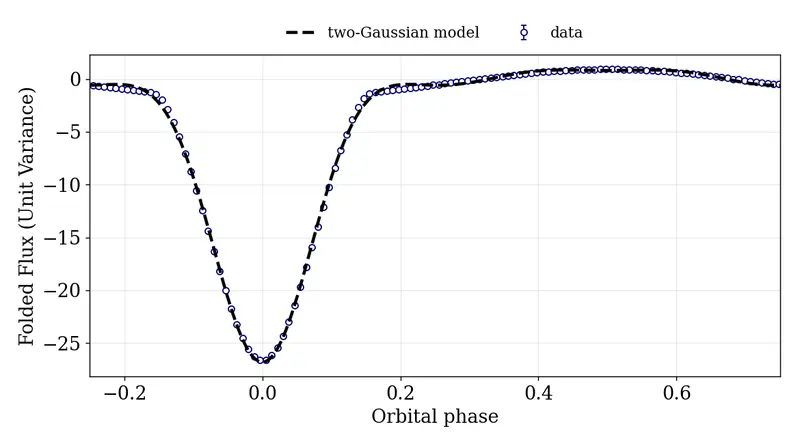 two-Gaussian model
data
0
−5
−10
−15
−20
−25
Folded Flux (Unit Variance)
−0.2
0.0
0.2
0.4
0.6
Orbital phase